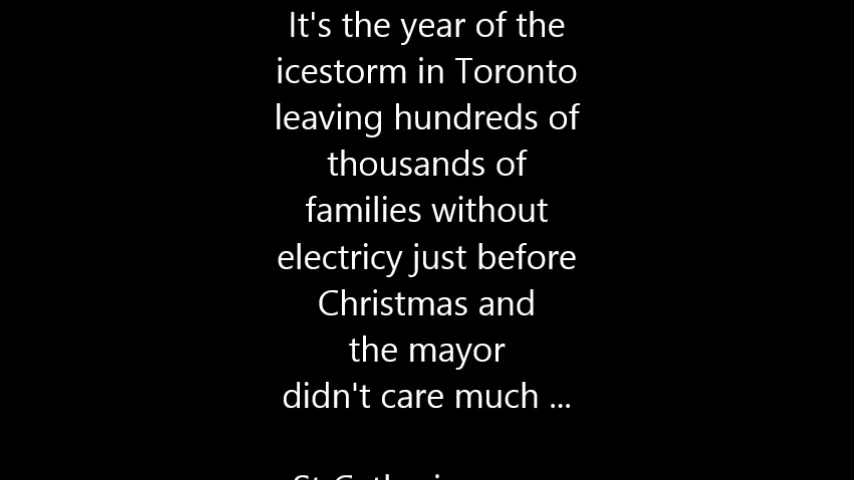 It's the year of the
icestorm in Toronto
leaving hundreds of
thousands of
families without
electricy just before
Christmas and
the mayor
didn't care much ...